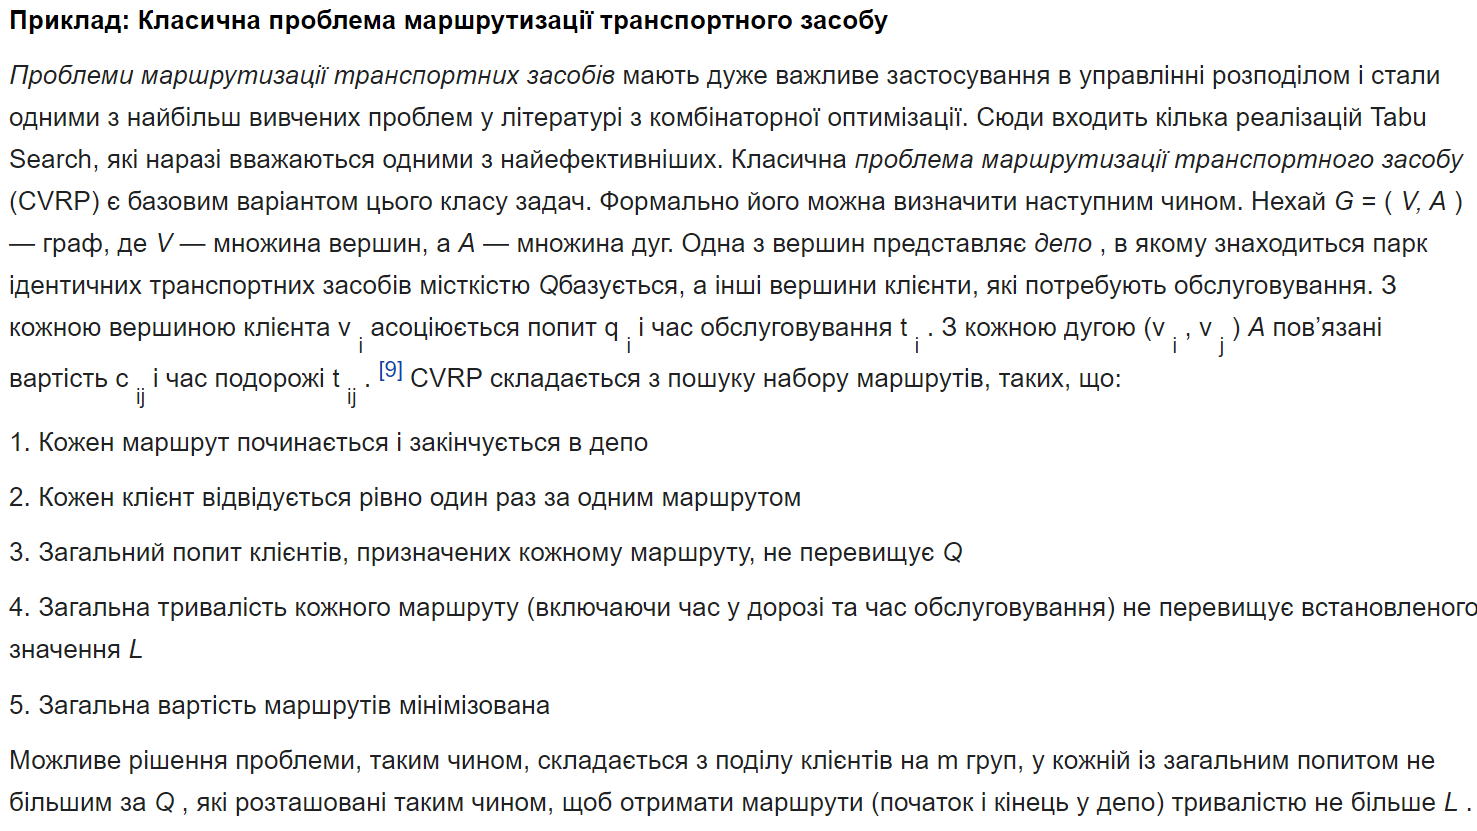 Приклад: Класична проблема маршрутизації транспортного засобу
Проблеми маршрутизації транспортних засобів мають дуже важливе застосування в управлінні розподілом і стали
одними з найбільш вивчених проблем у літературі з комбінаторної оптимізації. Сюди входить кілька реалізацій Tabu
Search, які наразі вважаються одними з найефективніших. Класична проблема маршрутизації транспортного засобу
(CVRP) є базовим варіантом цього класу задач. Формально його можна визначити наступним чином. Нехай G = ( V, A )
— граф, де V — множина вершин, а A — множина дуг. Одна з вершин представляє депо , в якому знаходиться парк
ідентичних транспортних засобів місткістю Qбазується, а інші вершини клієнти, які потребують обслуговування. З
кожною вершиною клієнта v i асоціюється попит q i і час обслуговування t i . З кожною дугою (v i , v j ) A пов’язані
вартість c ij і час подорожі t ij . [9] CVRP складається з пошуку набору маршрутів, таких, що:
1. Кожен маршрут починається і закінчується в депо
2. Кожен клієнт відвідується рівно один раз за одним маршрутом
3. Загальний попит клієнтів, призначених кожному маршруту, не перевищує Q
4. Загальна тривалість кожного маршруту (включаючи час у дорозі та час обслуговування) не перевищує встановленого
значення L
5. Загальна вартість маршрутів мінімізована
Можливе рішення проблеми, таким чином, складається з поділу клієнтів на m груп, у кожній із загальним попитом не
більшим за Q , які розташовані таким чином, щоб отримати маршрути (початок і кінець у депо) тривалістю не більше L .